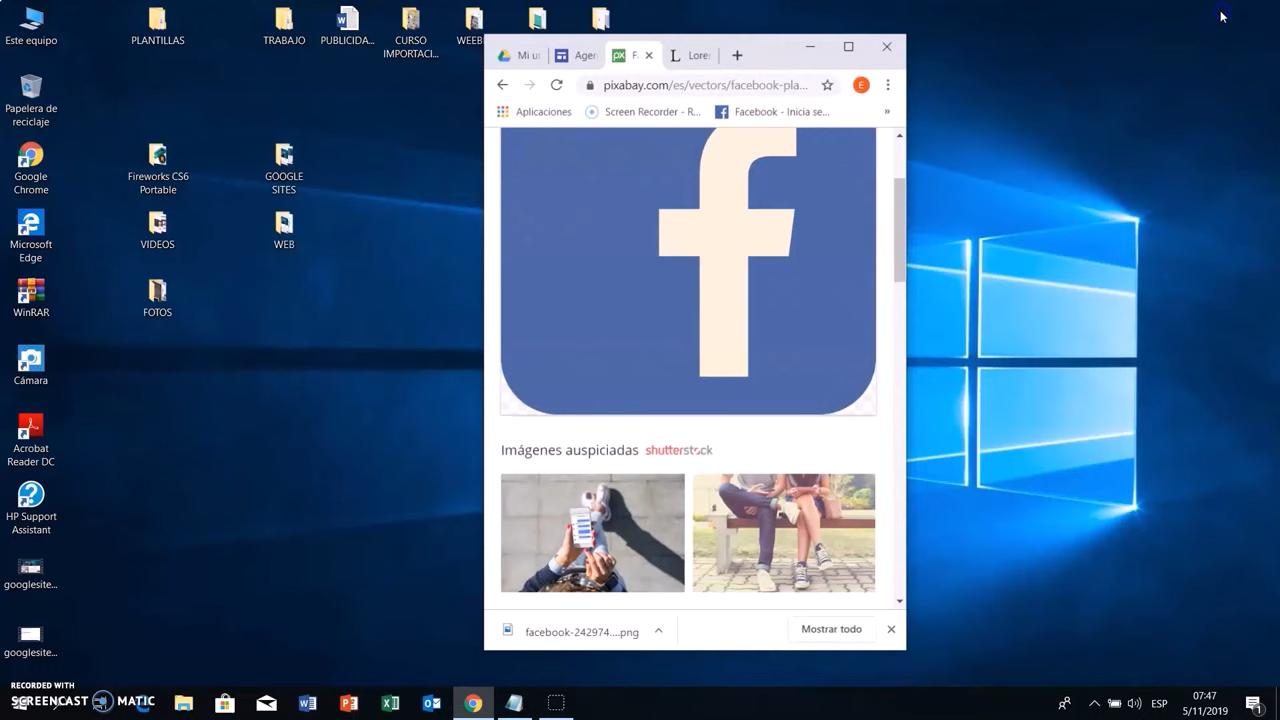 Este equipo
PLANTILLAS
TRABAJO
PUBLICIDA...
CURSO
IMPORTACI...
WEEB
Papelera de
reciclaje
Google
Chrome
Fireworks CS6
Portable
GOOGLE
SITES
Microsoft
Edge
VIDEOS
WEB
WinRAR
FOTOS
Cámara
Acrobat
Reader DC
HP Support
Assistant
googlesite...
googlesite...
Mi u
Agen
F
Lore
pixabay.com/es/vectors/facebook-pla...
E
Aplicaciones
Screen Recorder - R...
Facebook - Inicia se...
»
Imágenes auspiciadas shutterstock
facebook-242974....png
Mostrar todo
RECORDED WITH
SCREENCAST MATIC
ESP
07:47
5/11/2019